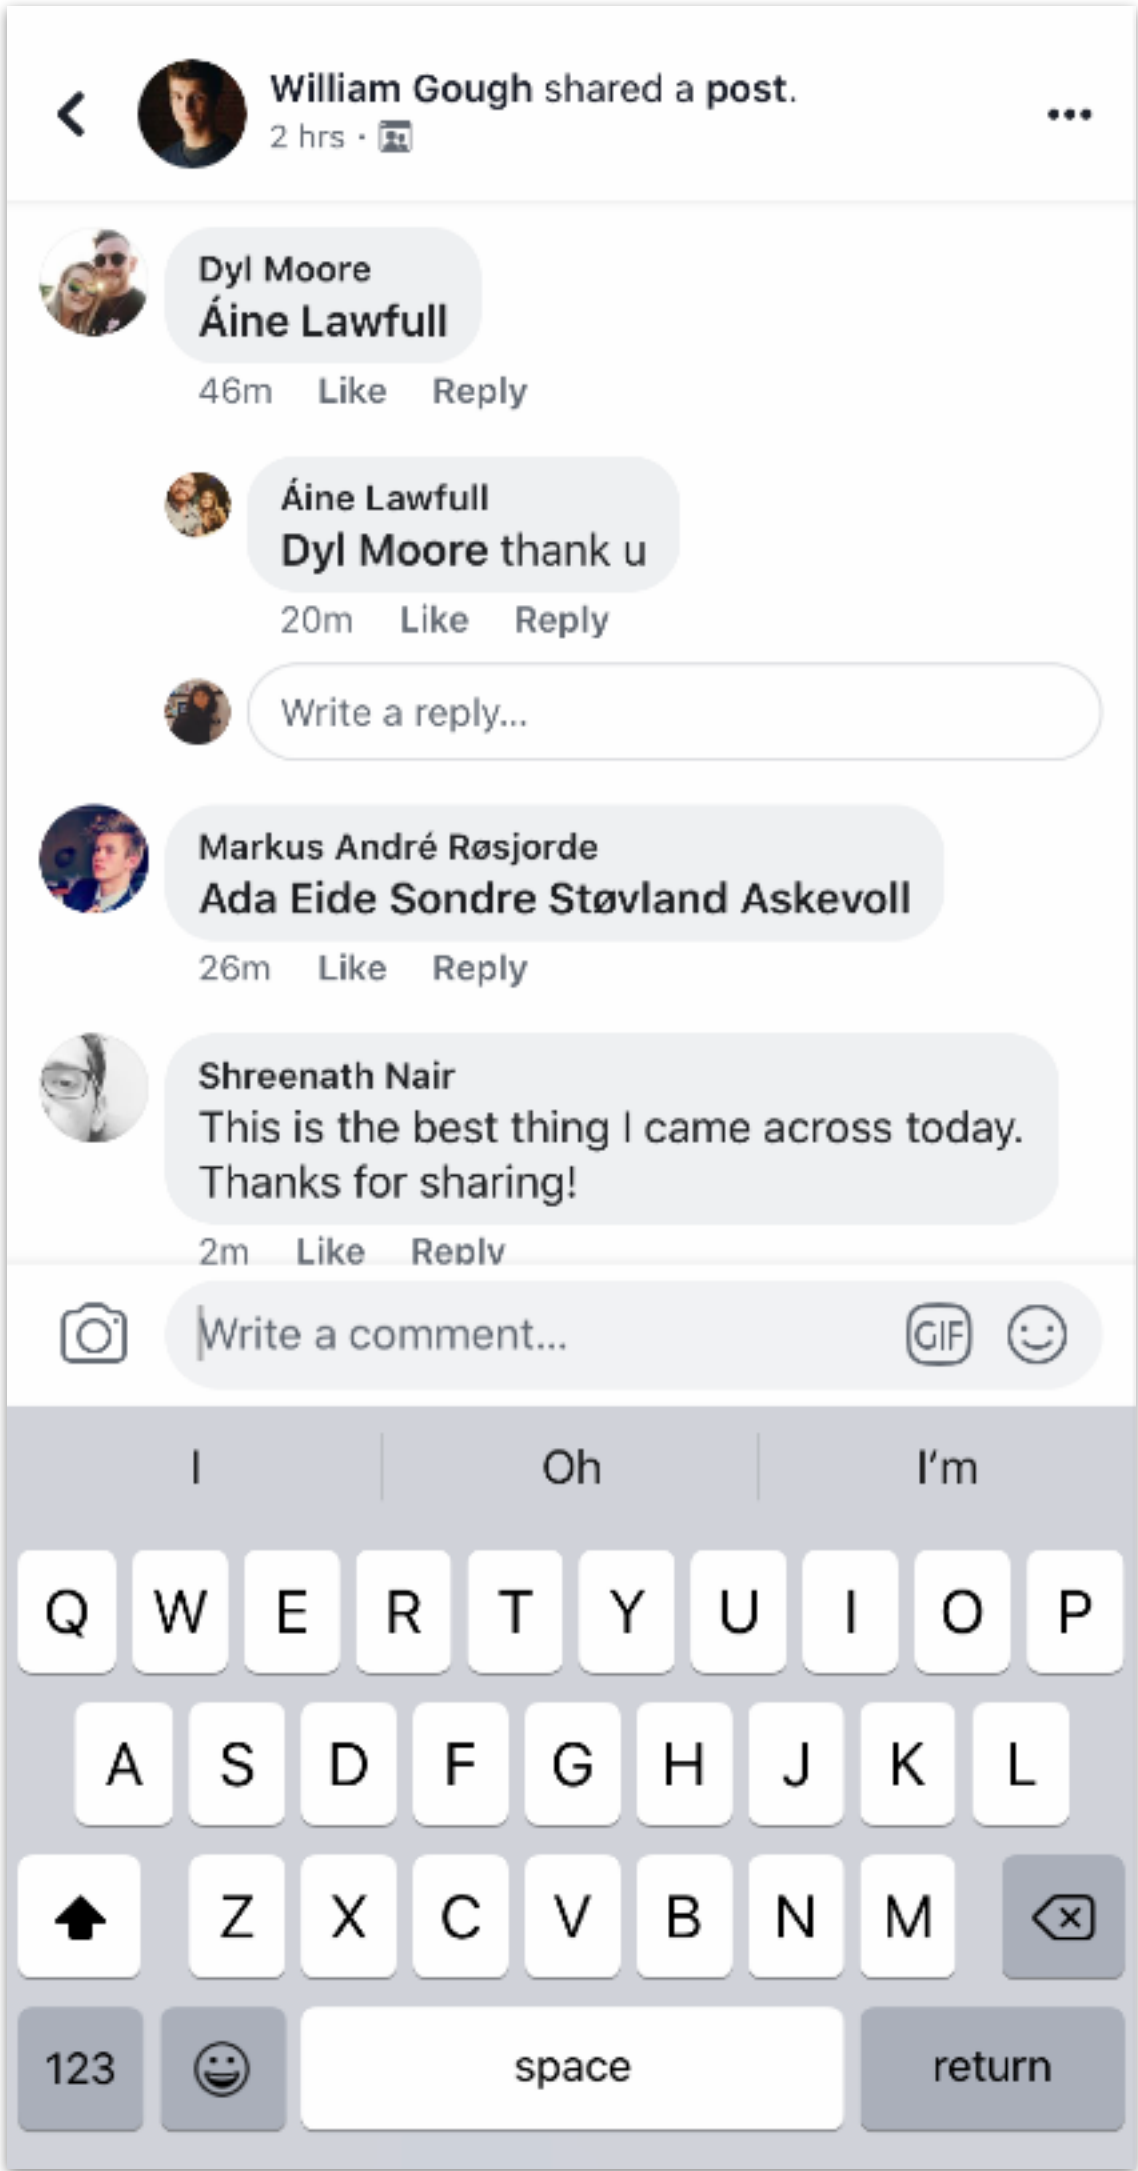 William Gough shared a post.
2 hrs ·
Dyl Moore
Áine Lawfull
46m Like Reply
Áine Lawfull
Dyl Moore thank u
20m Like Reply
Write a reply...
Markus André Røsjorde
Ada Eide Sondre Støvland Askevoll
26m Like Reply
Shreenath Nair
This is the best thing I came across today.
Thanks for sharing!
2m Like Reply
Write a comment... GIF
I Oh I’m
Q W E R T Y U I O P
A S D F G H J K L
Z X C V B N M
123 space return